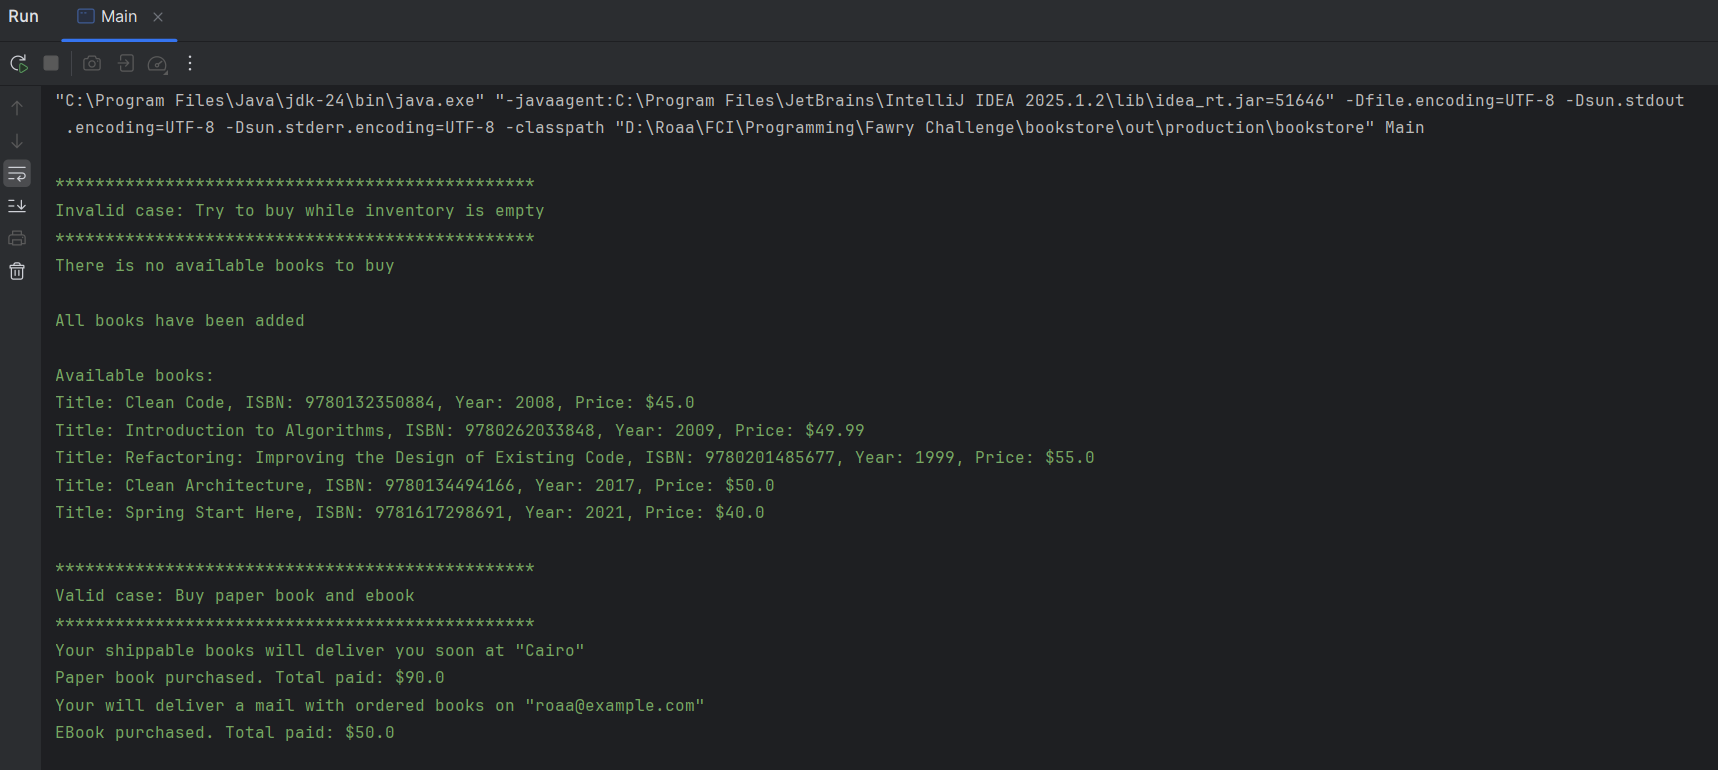 Run Main
"C:\Program Files\Java\jdk-24\bin\java.exe" "-javaagent:C:\Program Files\JetBrains\IntelliJ IDEA 2025.1.2\lib\idea_rt.jar=51646" -Dfile.encoding=UTF-8 -Dsun.stdout
.encoding=UTF-8 -Dsun.stderr.encoding=UTF-8 -classpath "D:\Roaa\FCI\Programming\Fawry Challenge\bookstore\out\production\bookstore" Main
************************************************
Invalid case: Try to buy while inventory is empty
************************************************
There is no available books to buy
All books have been added
Available books:
Title: Clean Code, ISBN: 9780132350884, Year: 2008, Price: $45.0
Title: Introduction to Algorithms, ISBN: 9780262033848, Year: 2009, Price: $49.99
Title: Refactoring: Improving the Design of Existing Code, ISBN: 9780201485677, Year: 1999, Price: $55.0
Title: Clean Architecture, ISBN: 9780134494166, Year: 2017, Price: $50.0
Title: Spring Start Here, ISBN: 9781617298691, Year: 2021, Price: $40.0
************************************************
Valid case: Buy paper book and ebook
************************************************
Your shippable books will deliver you soon at "Cairo"
Paper book purchased. Total paid: $90.0
Your will deliver a mail with ordered books on "roaa@example.com"
EBook purchased. Total paid: $50.0